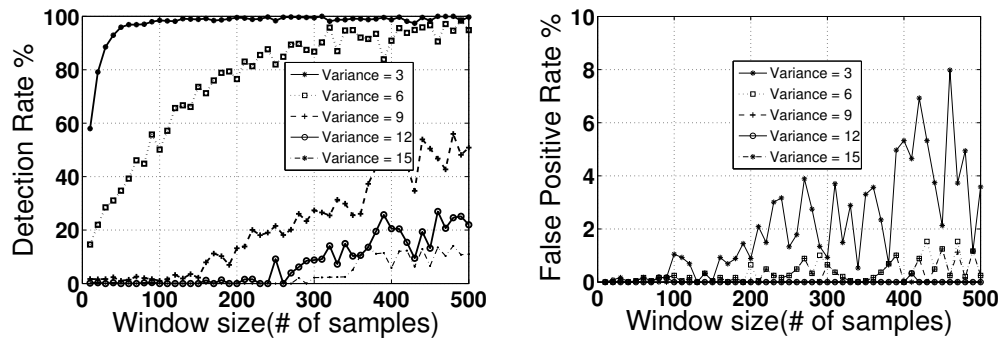 Detection Rate %
100
80
60
40
20
0
0 100 200 300 400 500
Window size(# of samples)
Variance = 3
Variance = 6
Variance = 9
Variance = 12
Variance = 15
False Positive Rate %
10
8
6
4
2
0
0 100 200 300 400 500
Window size(# of samples)
Variance = 3
Variance = 6
Variance = 9
Variance = 12
Variance = 15